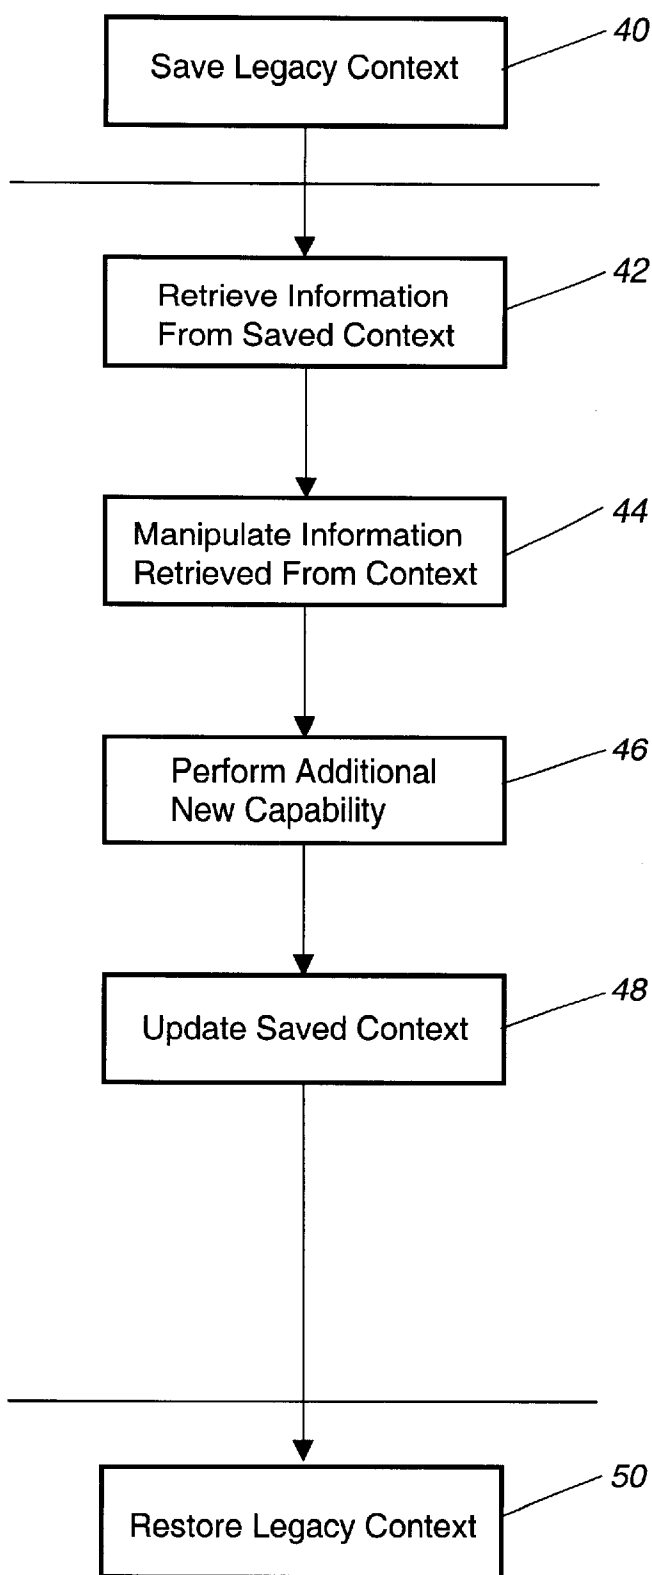 40
Save Legacy Context
42
Retrieve Information
From Saved Context
44
Manipulate Information
Retrieved From Context
46
Perform Additional
New Capability
48
Update Saved Context
50
Restore Legacy Context